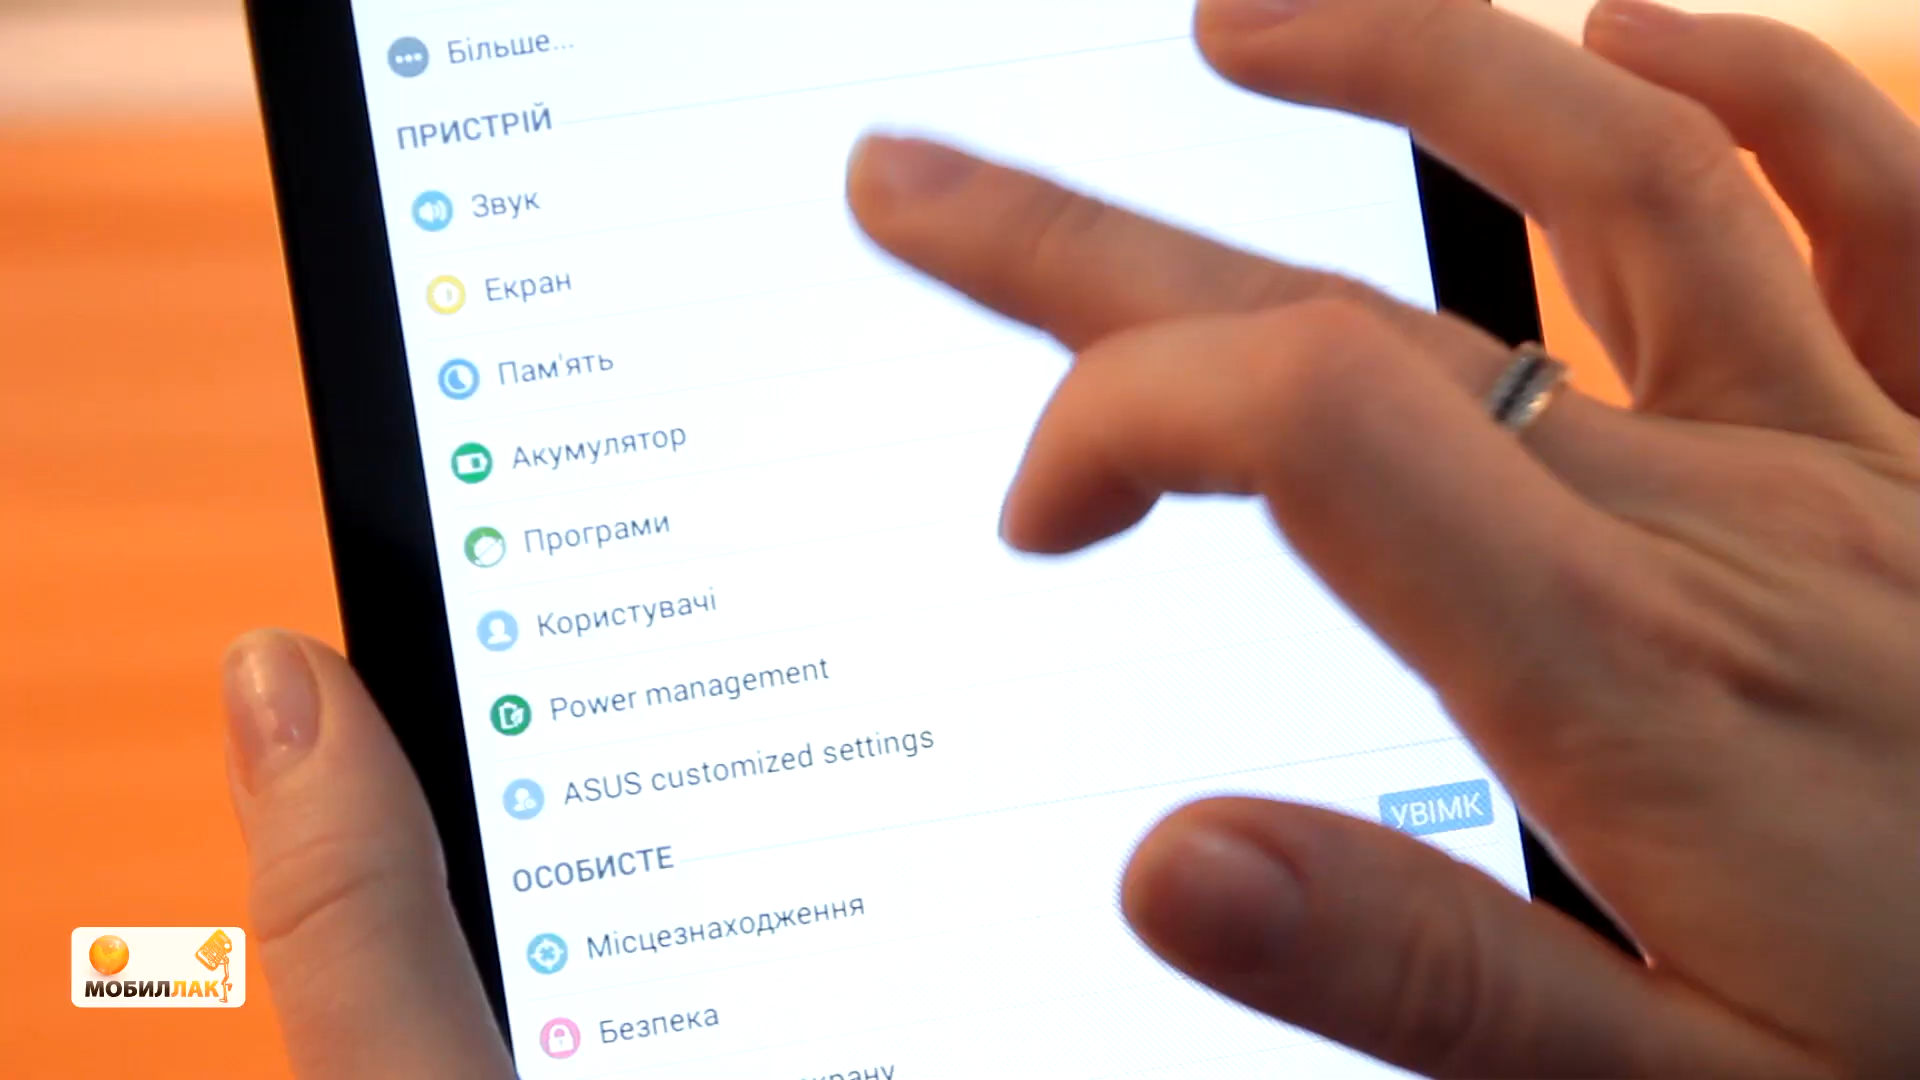 Більше...
ПРИСТРІЙ
Звук
Екран
Пам'ять
Акумулятор
Програми
Користувачі
Power management
ASUS customized settings
УВІМК
ОСОБИСТЕ
Місцезнаходження
Безпека
МОБИЛЛАК